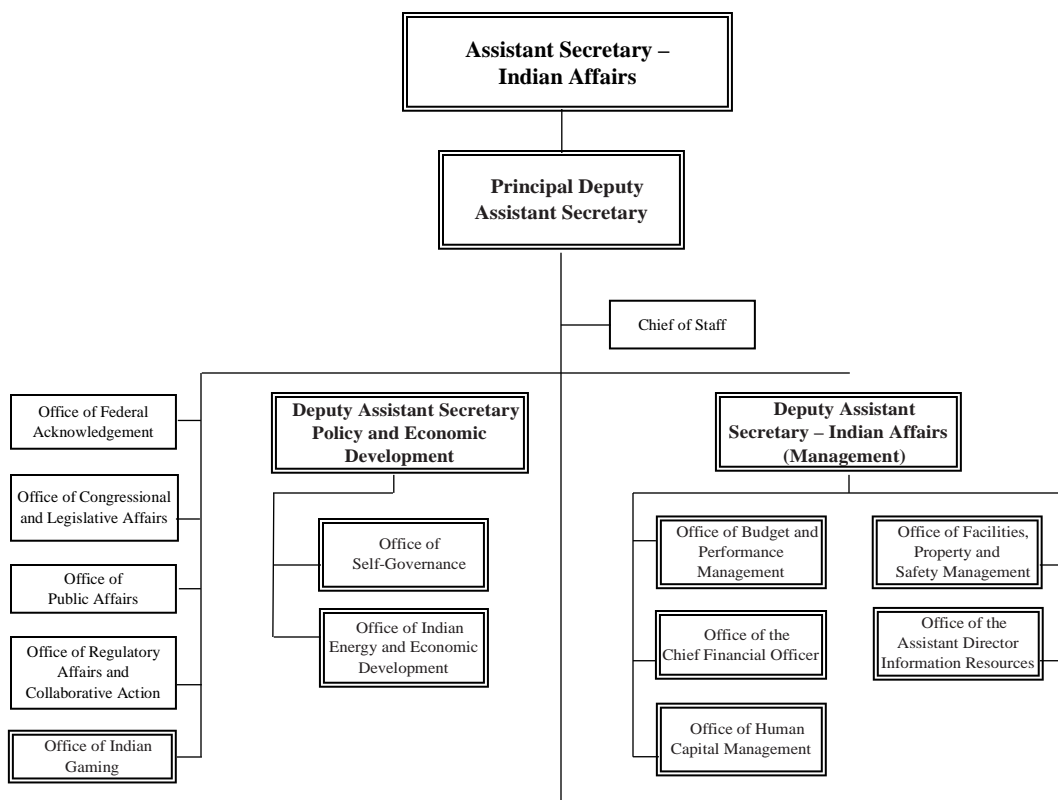 Assistant Secretary –
Indian Affairs
Principal Deputy
Assistant Secretary
Chief of Staff
Office of Federal
Acknowledgement
Office of Congressional
and Legislative Affairs
Office of
Public Affairs
Office of Regulatory
Affairs and
Collaborative Action
Office of Indian
Gaming
Deputy Assistant Secretary
Policy and Economic
Development
Office of
Self-Governance
Office of Indian
Energy and Economic
Development
Deputy Assistant
Secretary – Indian Affairs
(Management)
Office of Budget and
Performance
Management
Office of the
Chief Financial Officer
Office of Human
Capital Management
Office of Facilities,
Property and
Safety Management
Office of the
Assistant Director
Information Resources